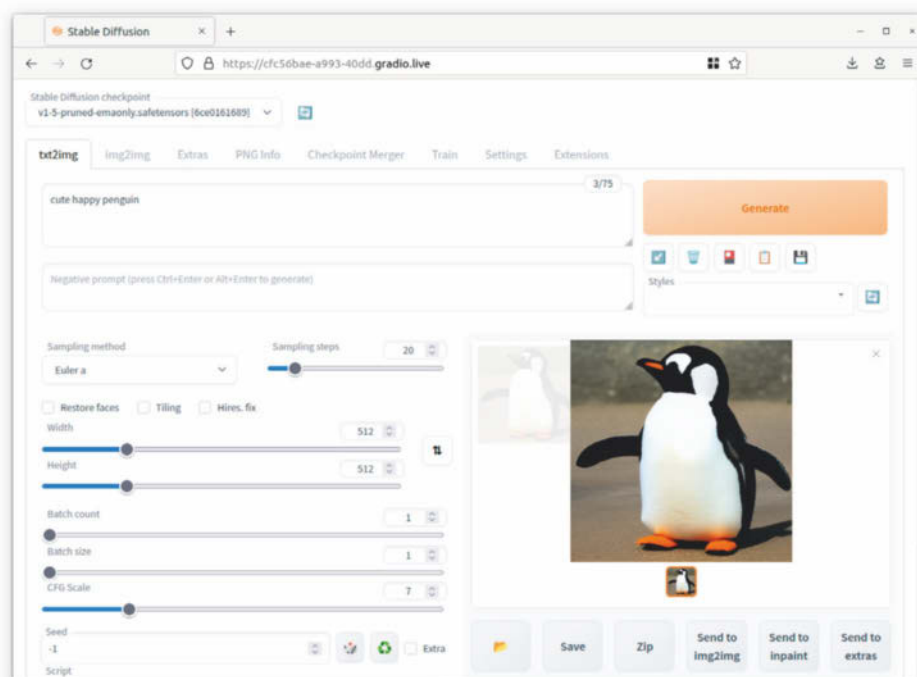 Stable Diffusion
https://cfc56bae-a993-40dd.gradio.live
Stable Diffusion checkpoint
v1-5-pruned-emaonly.safetensors [6ce0161689]
txt2img img2img Extras PNG Info Checkpoint Merger Train Settings Extensions
3/75
cute happy penguin
Generate
Negative prompt (press Ctrl+Enter or Alt+Enter to generate)
Styles
Sampling method
Euler a
Sampling steps
20
Restore faces Tiling Hires. fix
Width
512
Height
512
Batch count
1
Batch size
1
CFG Scale
7
Seed
-1
Extra
Script
Save
Zip
Send to
img2img
Send to
inpaint
Send to
extras